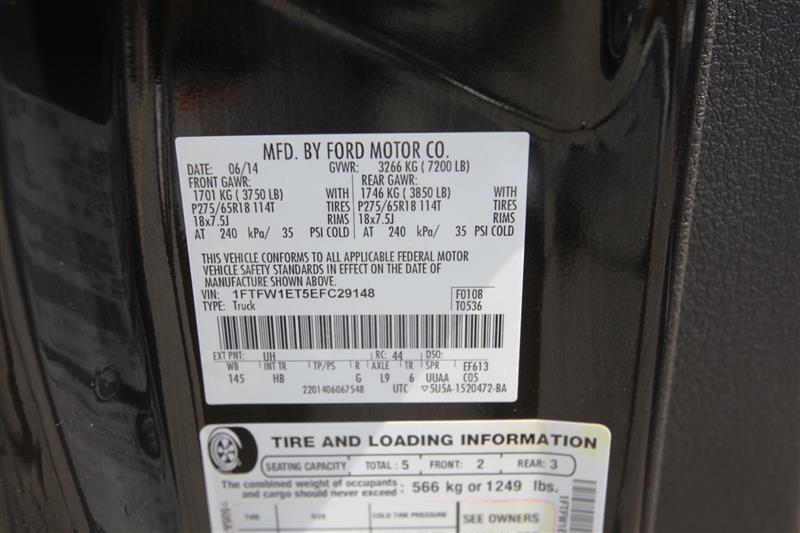 MFD. BY FORD MOTOR CO.
DATE: 06/14 GVWR: 3266 KG ( 7200 LB)
FRONT GAWR: REAR GAWR:
1701 KG ( 3750 LB) WITH 1746 KG ( 3850 LB) WITH
P275/65R18 114T TIRES P275/65R18 114T TIRES
18x7.5J RIMS 18x7.5J RIMS
AT 240 kPa/ 35 PSI COLD AT 240 kPa/ 35 PSI COLD
THIS VEHICLE CONFORMS TO ALL APPLICABLE FEDERAL MOTOR
VEHICLE SAFETY STANDARDS IN EFFECT ON THE DATE OF
MANUFACTURE SHOWN ABOVE.
VIN: 1FTFW1ET5EFC29148 F0108
TYPE: Truck T0536
EXT PNT: UH RC: 44 DSO:
WB INT TR TP/PS R AXLE TR SPR EF613
145 HB G L9 6 UUAA C05
2201406067548 UTC ▽5U5A-1520472-BA
TIRE AND LOADING INFORMATION
SEATING CAPACITY TOTAL: 5 FRONT: 2 REAR: 3
The combined weight of occupants
and cargo should never exceed: 566 kg or 1249 lbs.
TIRE SIZE COLD TIRE PRESSURE SEE OWNERS